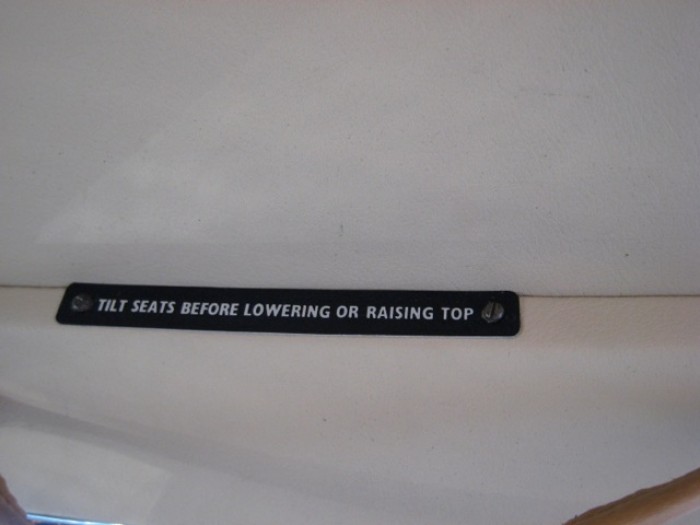 TILT SEATS BEFORE LOWERING OR RAISING TOP